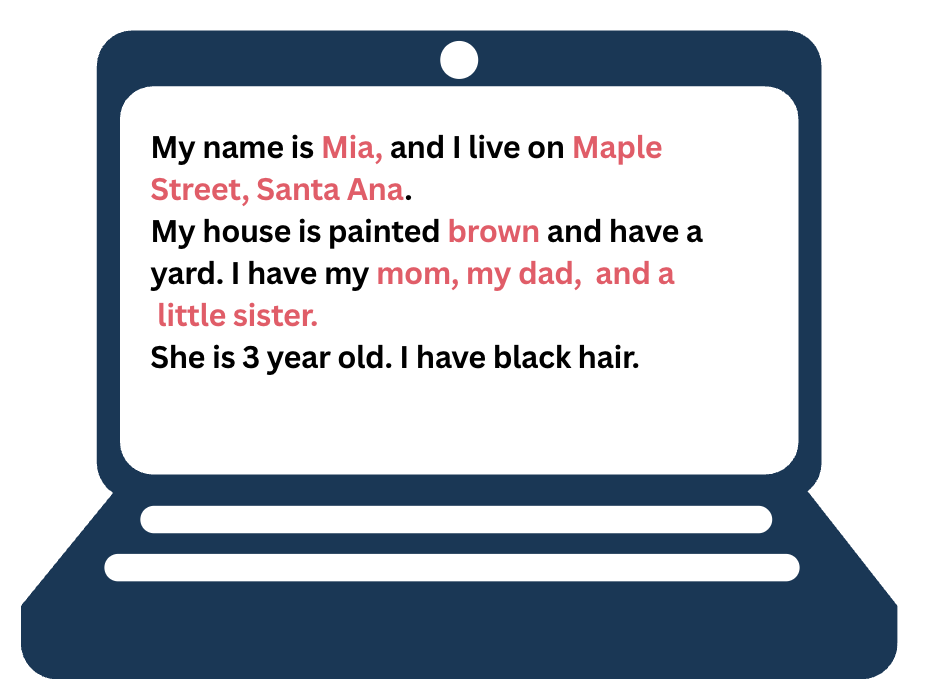 My name is Mia, and I live on Maple
Street, Santa Ana.
My house is painted brown and have a
yard. I have my mom, my dad,  and a
little sister.
She is 3 year old. I have black hair.